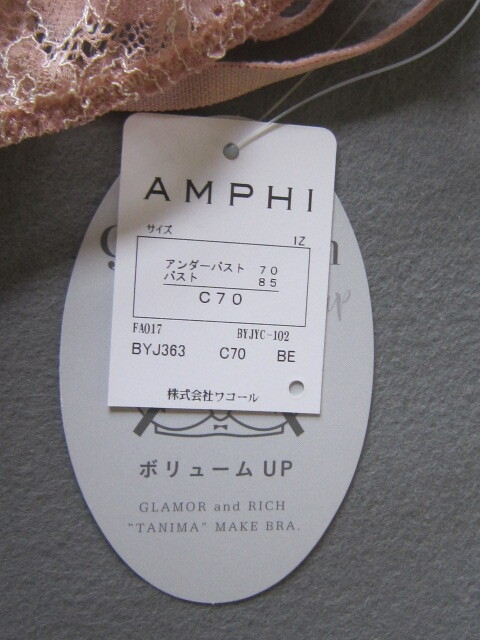 AMPHI
サイズ 1Z
アンダーバスト 70
バスト 85
C70
FA017 BYJYC-102
BYJ363 C70 BE
株式会社ワコール
ボリュームUP
GLAMOR and RICH
"TANIMA" MAKE BRA.